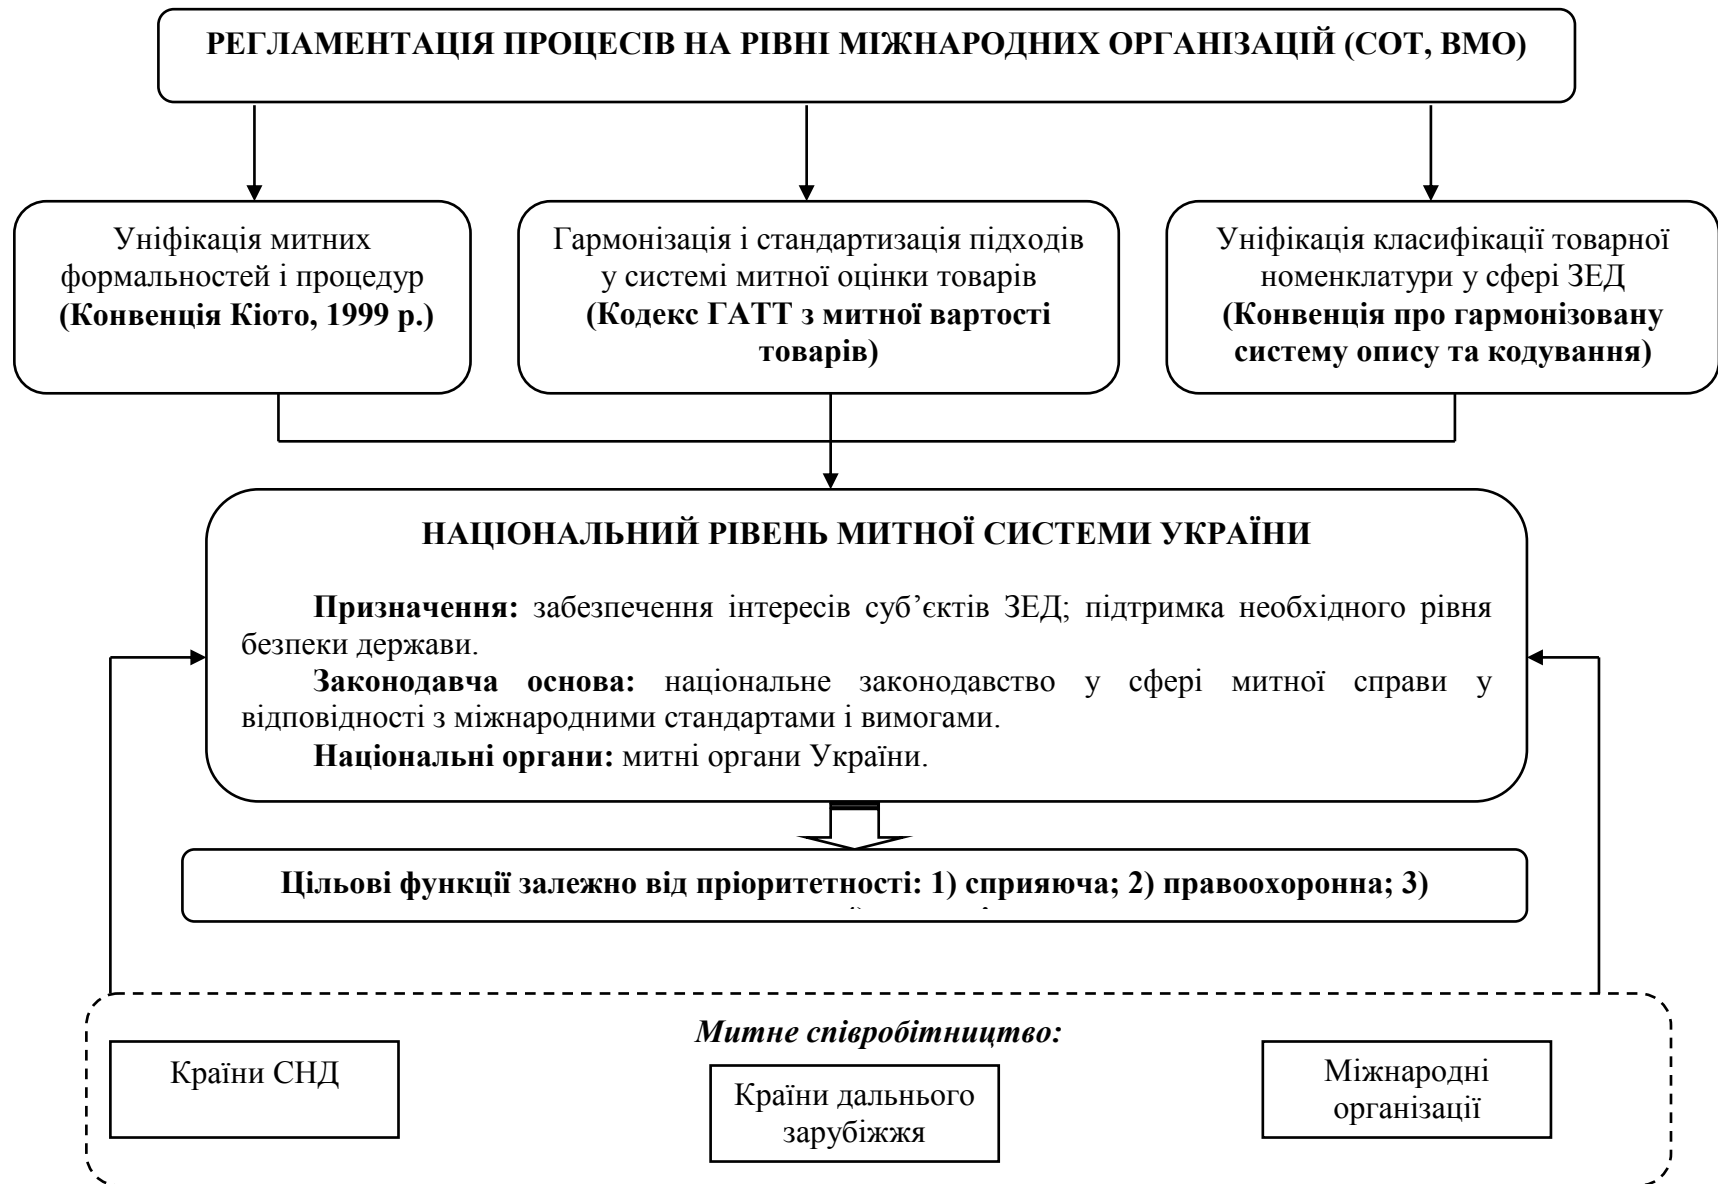 РЕГЛАМЕНТАЦІЯ ПРОЦЕСІВ НА РІВНІ МІЖНАРОДНИХ ОРГАНІЗАЦІЙ (СОТ, ВМО)
Уніфікація митних
формальностей і процедур
(Конвенція Кіото, 1999 р.)
Гармонізація і стандартизація підходів
у системі митної оцінки товарів
(Кодекс ГАТТ з митної вартості
товарів)
Уніфікація класифікації товарної
номенклатури у сфері ЗЕД
(Конвенція про гармонізовану
систему опису та кодування)
НАЦІОНАЛЬНИЙ РІВЕНЬ МИТНОЇ СИСТЕМИ УКРАЇНИ
Призначення: забезпечення інтересів суб’єктів ЗЕД; підтримка необхідного рівня
безпеки держави.
Законодавча основа: національне законодавство у сфері митної справи у
відповідності з міжнародними стандартами і вимогами.
Національні органи: митні органи України.
Цільові функції залежно від пріоритетності: 1) сприяюча; 2) правоохоронна; 3)
Митне співробітництво:
Країни СНД
Країни дальнього
зарубіжжя
Міжнародні
організації